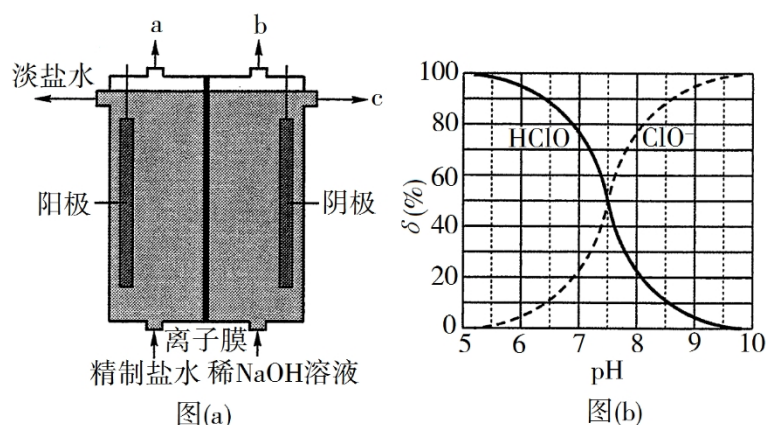 a
b
淡盐水
c
阳极
阴极
离子膜
精制盐水 稀NaOH溶液
图(a)
100
80
60
40
20
0
δ(%)
HClO
ClO⁻
5 6 7 8 9 10
pH
图(b)